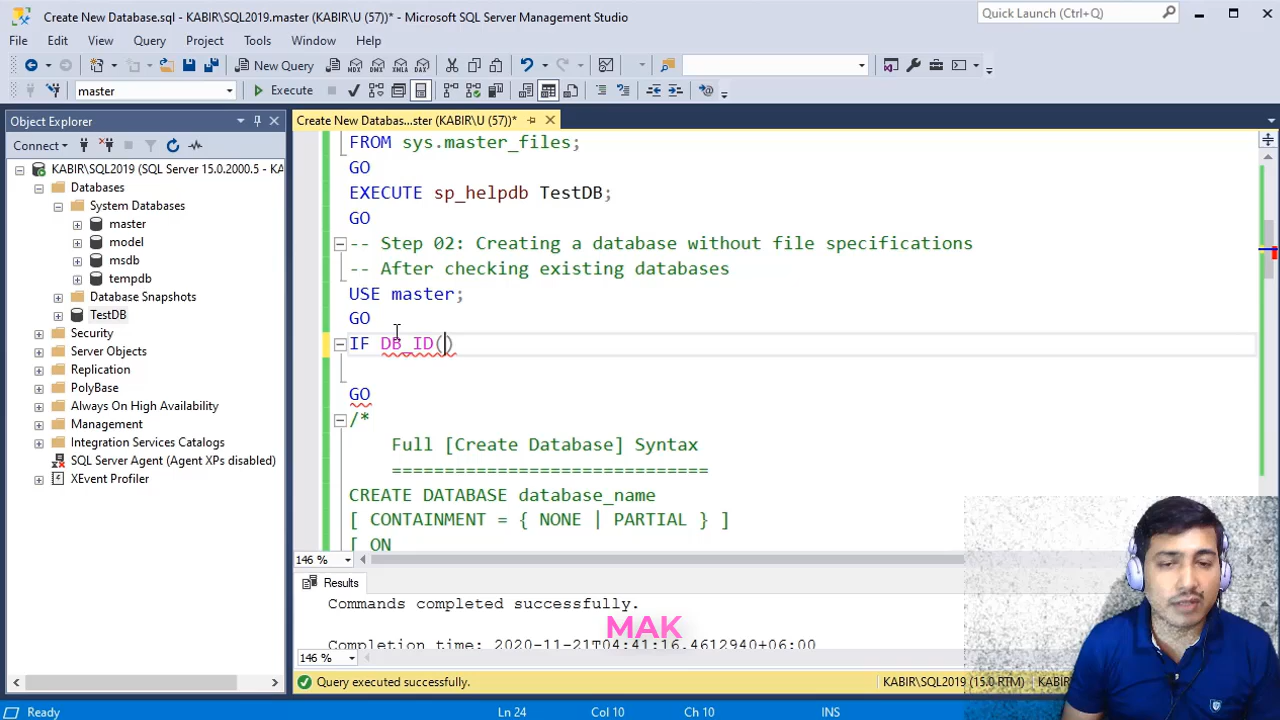 Create New Database.sql - KABIR\SQL2019.master (KABIR\U (57))* - Microsoft SQL Server Management Studio
Quick Launch (Ctrl+Q)
File Edit View Query Project Tools Window Help
New Query
MDX DMX XMLA DAX
master
Execute
Object Explorer
Create New Databas...ster (KABIR\U (57))*
Connect
KABIR\SQL2019 (SQL Server 15.0.2000.5 - KA
Databases
System Databases
master
model
msdb
tempdb
Database Snapshots
TestDB
Security
Server Objects
Replication
PolyBase
Always On High Availability
Management
Integration Services Catalogs
SQL Server Agent (Agent XPs disabled)
XEvent Profiler
FROM sys.master_files;
GO
EXECUTE sp_helpdb TestDB;
GO
-- Step 02: Creating a database without file specifications
-- After checking existing databases
USE master;
GO
IF DB_ID()
GO
/*
Full [Create Database] Syntax
==============================
CREATE DATABASE database_name
[ CONTAINMENT = { NONE | PARTIAL } ]
[ ON
146 %
Results
Commands completed successfully.
Completion time: 2020-11-21T04:41:16.4612940+06:00
MAK
146 %
Query executed successfully.
KABIR\SQL2019 (15.0 RTM)
KABI
Ready
Ln 24
Col 10
Ch 10
INS